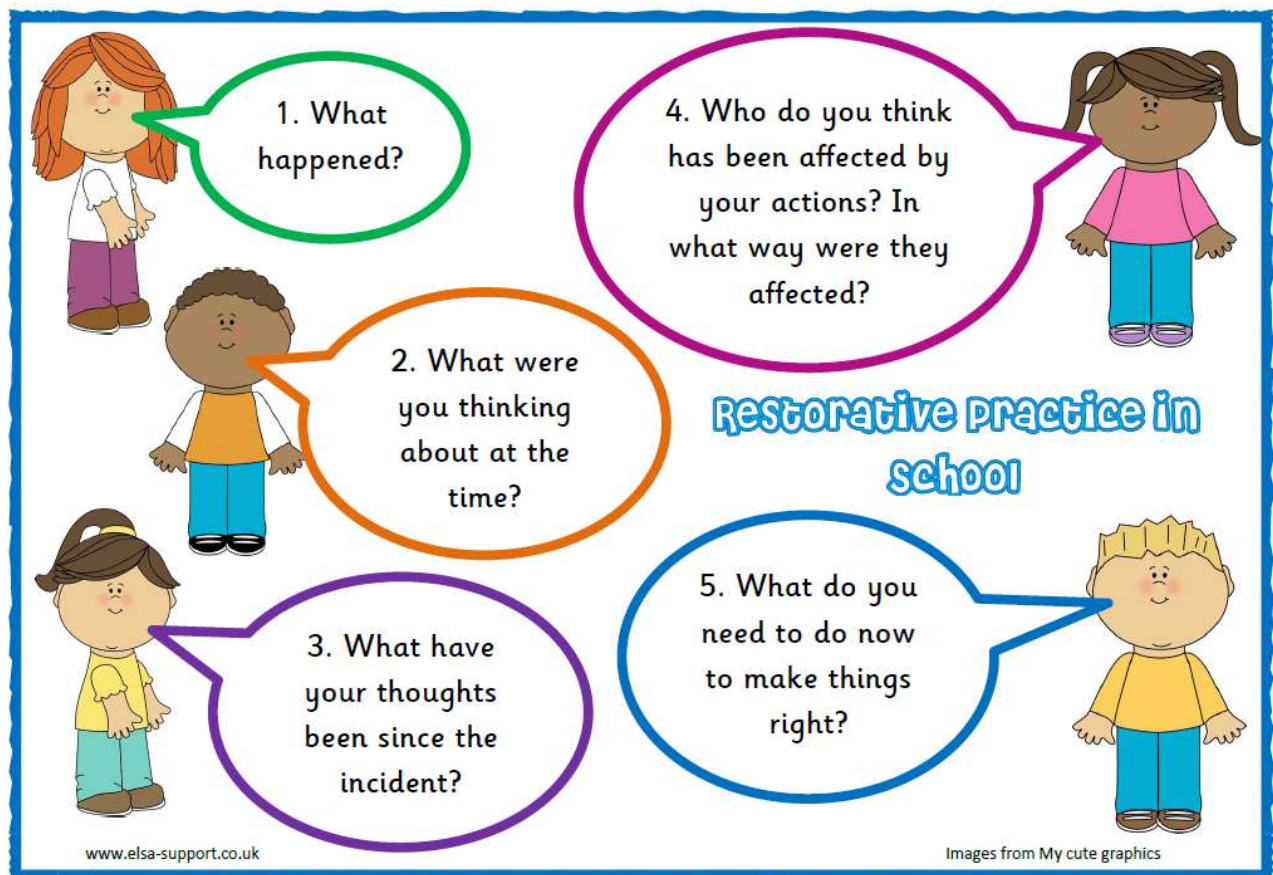 1. What
happened?
2. What were
you thinking
about at the
time?
3. What have
your thoughts
been since the
incident?
4. Who do you think
has been affected by
your actions? In
what way were they
affected?
Restorative Practice in
school
5. What do you
need to do now
to make things
right?
www.elsa-support.co.uk
Images from My cute graphics